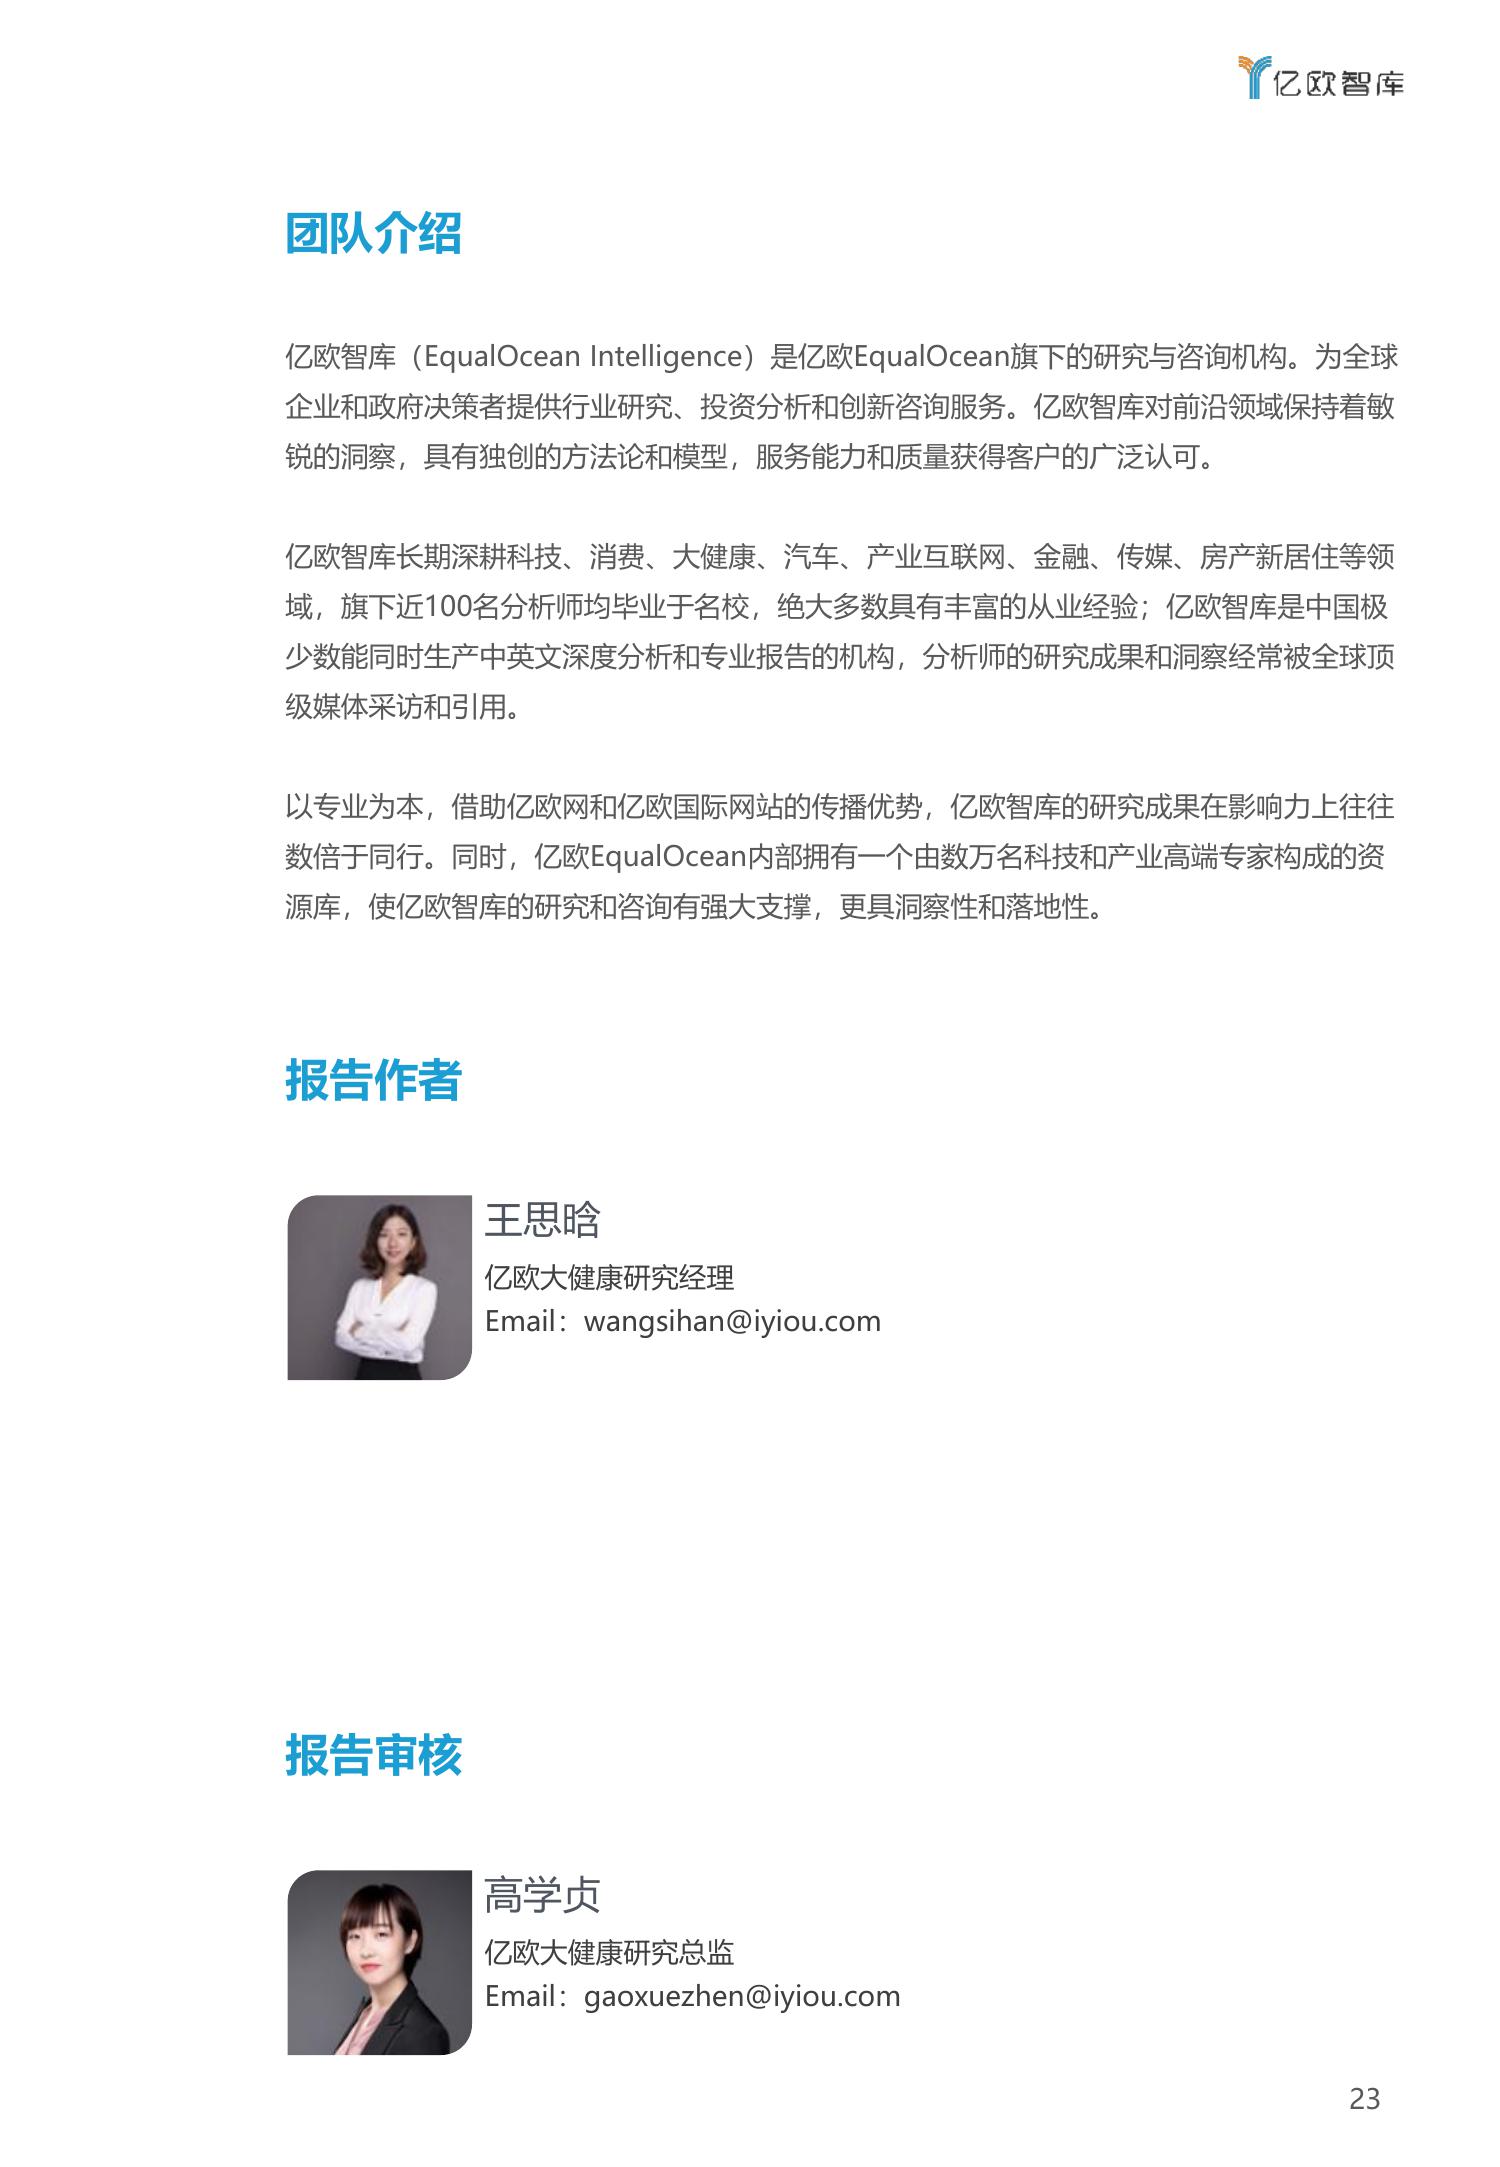 亿欧智库
团队介绍
亿欧智库（EqualOcean Intelligence）是亿欧EqualOcean旗下的研究与咨询机构。为全球
企业和政府决策者提供行业研究、投资分析和创新咨询服务。亿欧智库对前沿领域保持着敏
锐的洞察，具有独创的方法论和模型，服务能力和质量获得客户的广泛认可。
亿欧智库长期深耕科技、消费、大健康、汽车、产业互联网、金融、传媒、房产新居住等领
域，旗下近100名分析师均毕业于名校，绝大多数具有丰富的从业经验；亿欧智库是中国极
少数能同时生产中英文深度分析和专业报告的机构，分析师的研究成果和洞察经常被全球顶
级媒体采访和引用。
以专业为本，借助亿欧网和亿欧国际网站的传播优势，亿欧智库的研究成果在影响力上往往
数倍于同行。同时，亿欧EqualOcean内部拥有一个由数万名科技和产业高端专家构成的资
源库，使亿欧智库的研究和咨询有强大支撑，更具洞察性和落地性。
报告作者
王思晗
亿欧大健康研究经理
Email：wangsihan@iyiou.com
报告审核
高学贞
亿欧大健康研究总监
Email：gaoxuezhen@iyiou.com
23